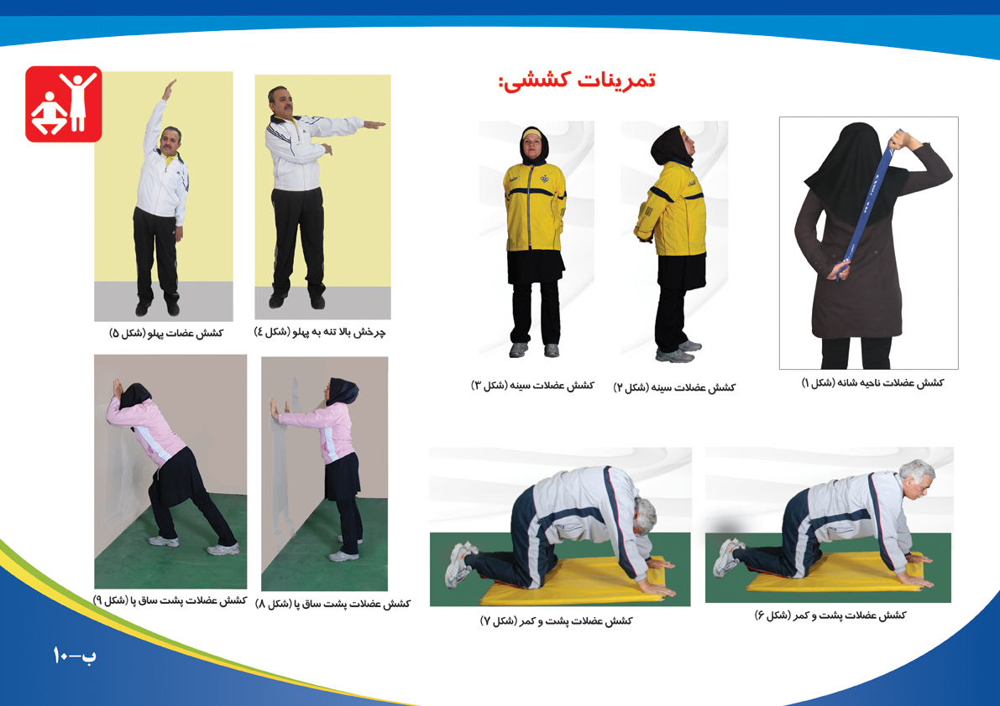 تمرینات کششی:
کشش عضلات ناحیه شانه (شکل ۱)
کشش عضلات سینه (شکل ۲)
کشش عضلات سینه (شکل ۳)
چرخش بالا تنه به پهلو (شکل ٤)
کشش عضات پهلو (شکل ۵)
کشش عضلات پشت و کمر (شکل ۶)
کشش عضلات پشت و کمر (شکل ۷)
کشش عضلات پشت ساق پا (شکل ۸)
کشش عضلات پشت ساق پا (شکل ۹)
ب-۱۰